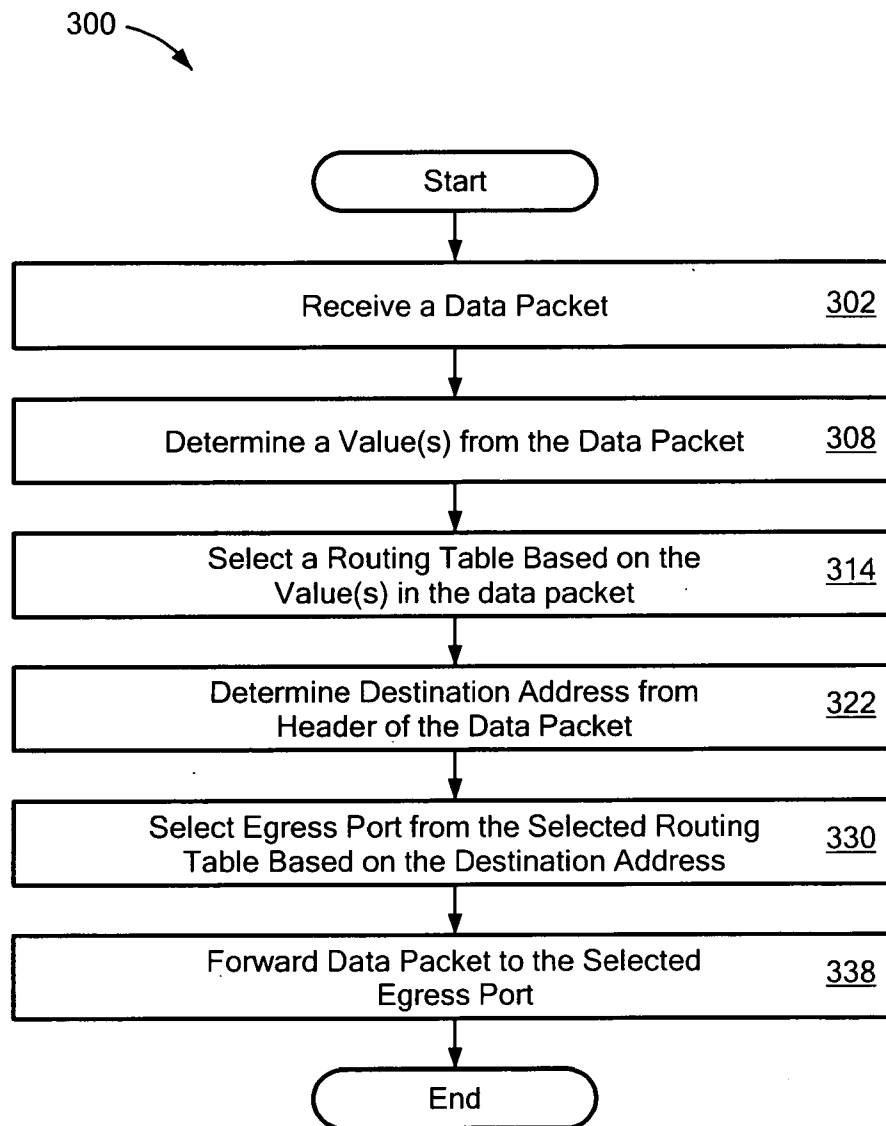 300
Start
Receive a Data Packet 302
Determine a Value(s) from the Data Packet 308
Select a Routing Table Based on the
Value(s) in the data packet 314
Determine Destination Address from
Header of the Data Packet 322
Select Egress Port from the Selected Routing
Table Based on the Destination Address 330
Forward Data Packet to the Selected
Egress Port 338
End